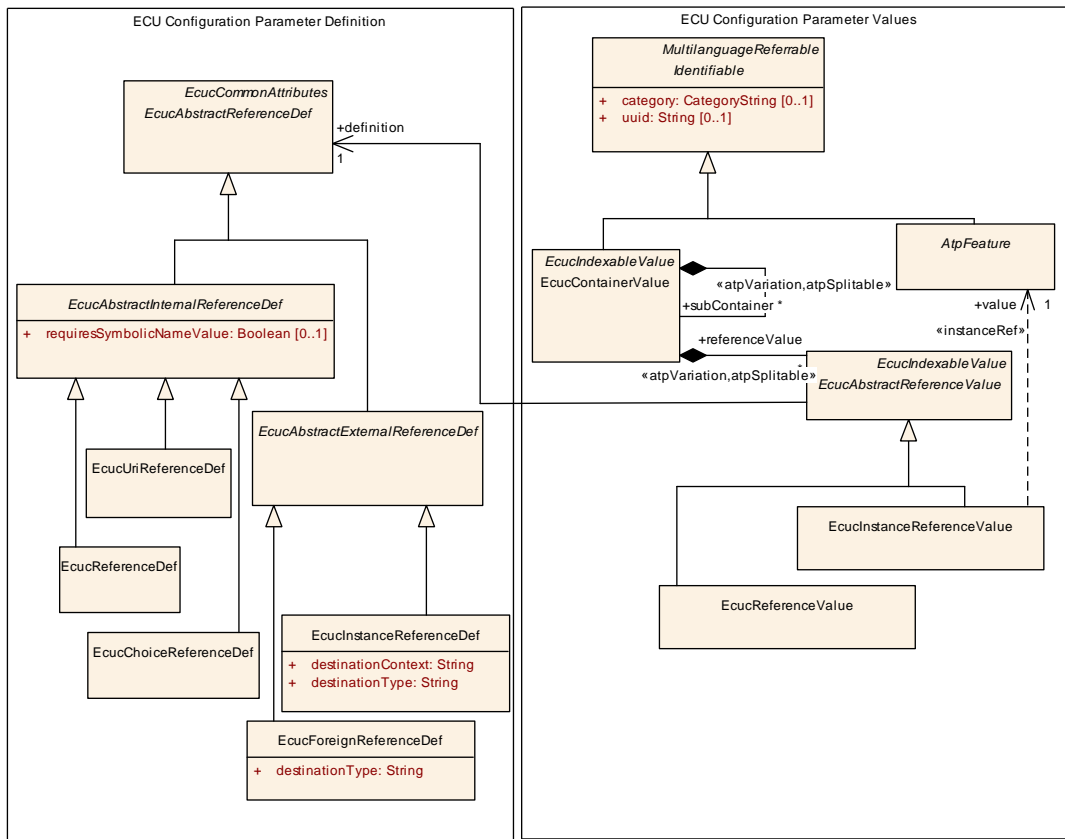 ECU Configuration Parameter Definition
EcucCommonAttributes
EcucAbstractReferenceDef
+definition
1
EcucAbstractInternalReferenceDef
+ requiresSymbolicNameValue: Boolean [0..1]
EcucAbstractExternalReferenceDef
EcucUriReferenceDef
EcucReferenceDef
EcucChoiceReferenceDef
EcucInstanceReferenceDef
+ destinationContext: String
+ destinationType: String
EcucForeignReferenceDef
+ destinationType: String
ECU Configuration Parameter Values
MultilanguageReferrable
Identifiable
+ category: CategoryString [0..1]
+ uuid: String [0..1]
EcucIndexableValue
EcucContainerValue
«atpVariation,atpSplitable»
+subContainer *
AtpFeature
+value 1
«instanceRef»
+referenceValue
*
«atpVariation,atpSplitable»
EcucIndexableValue
EcucAbstractReferenceValue
EcucInstanceReferenceValue
EcucReferenceValue